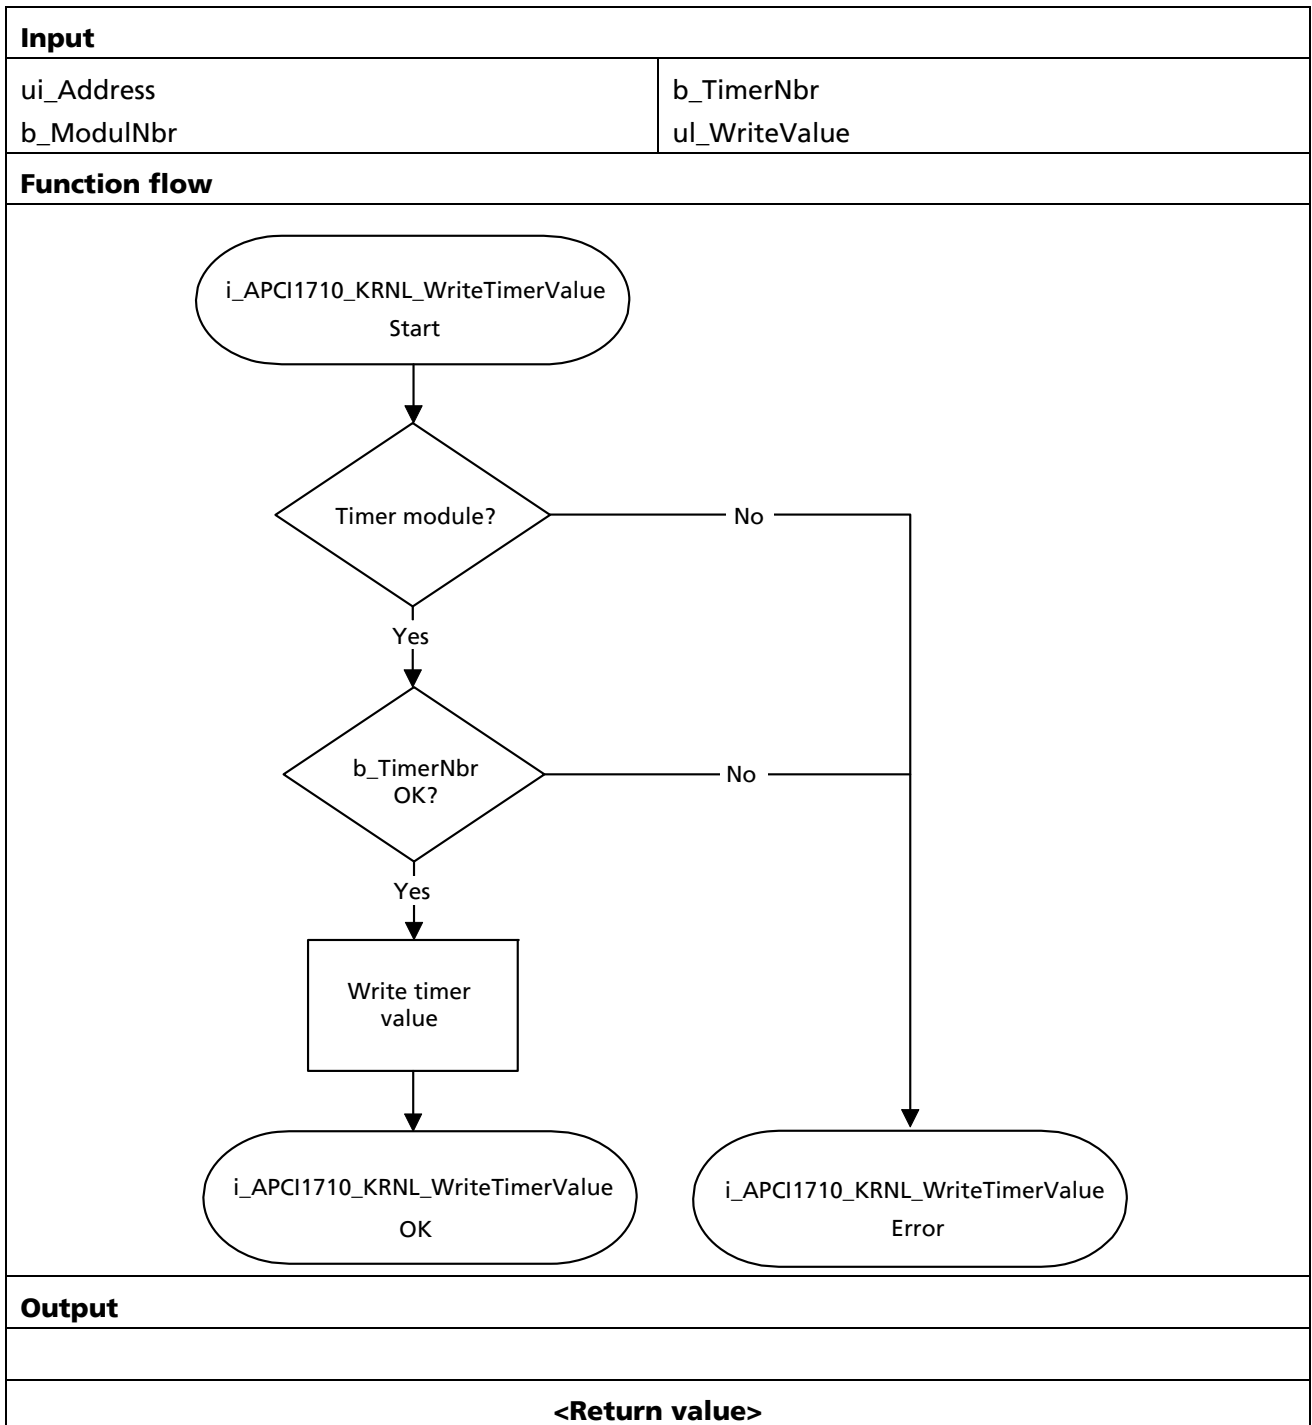 Input
ui_Address
b_ModulNbr
b_TimerNbr
ul_WriteValue
Function flow
i_APCI1710_KRNL_WriteTimerValue
Start
Timer module?
No
Yes
b_TimerNbr
OK?
No
Yes
Write timer
value
i_APCI1710_KRNL_WriteTimerValue
OK
i_APCI1710_KRNL_WriteTimerValue
Error
Output
<Return value>